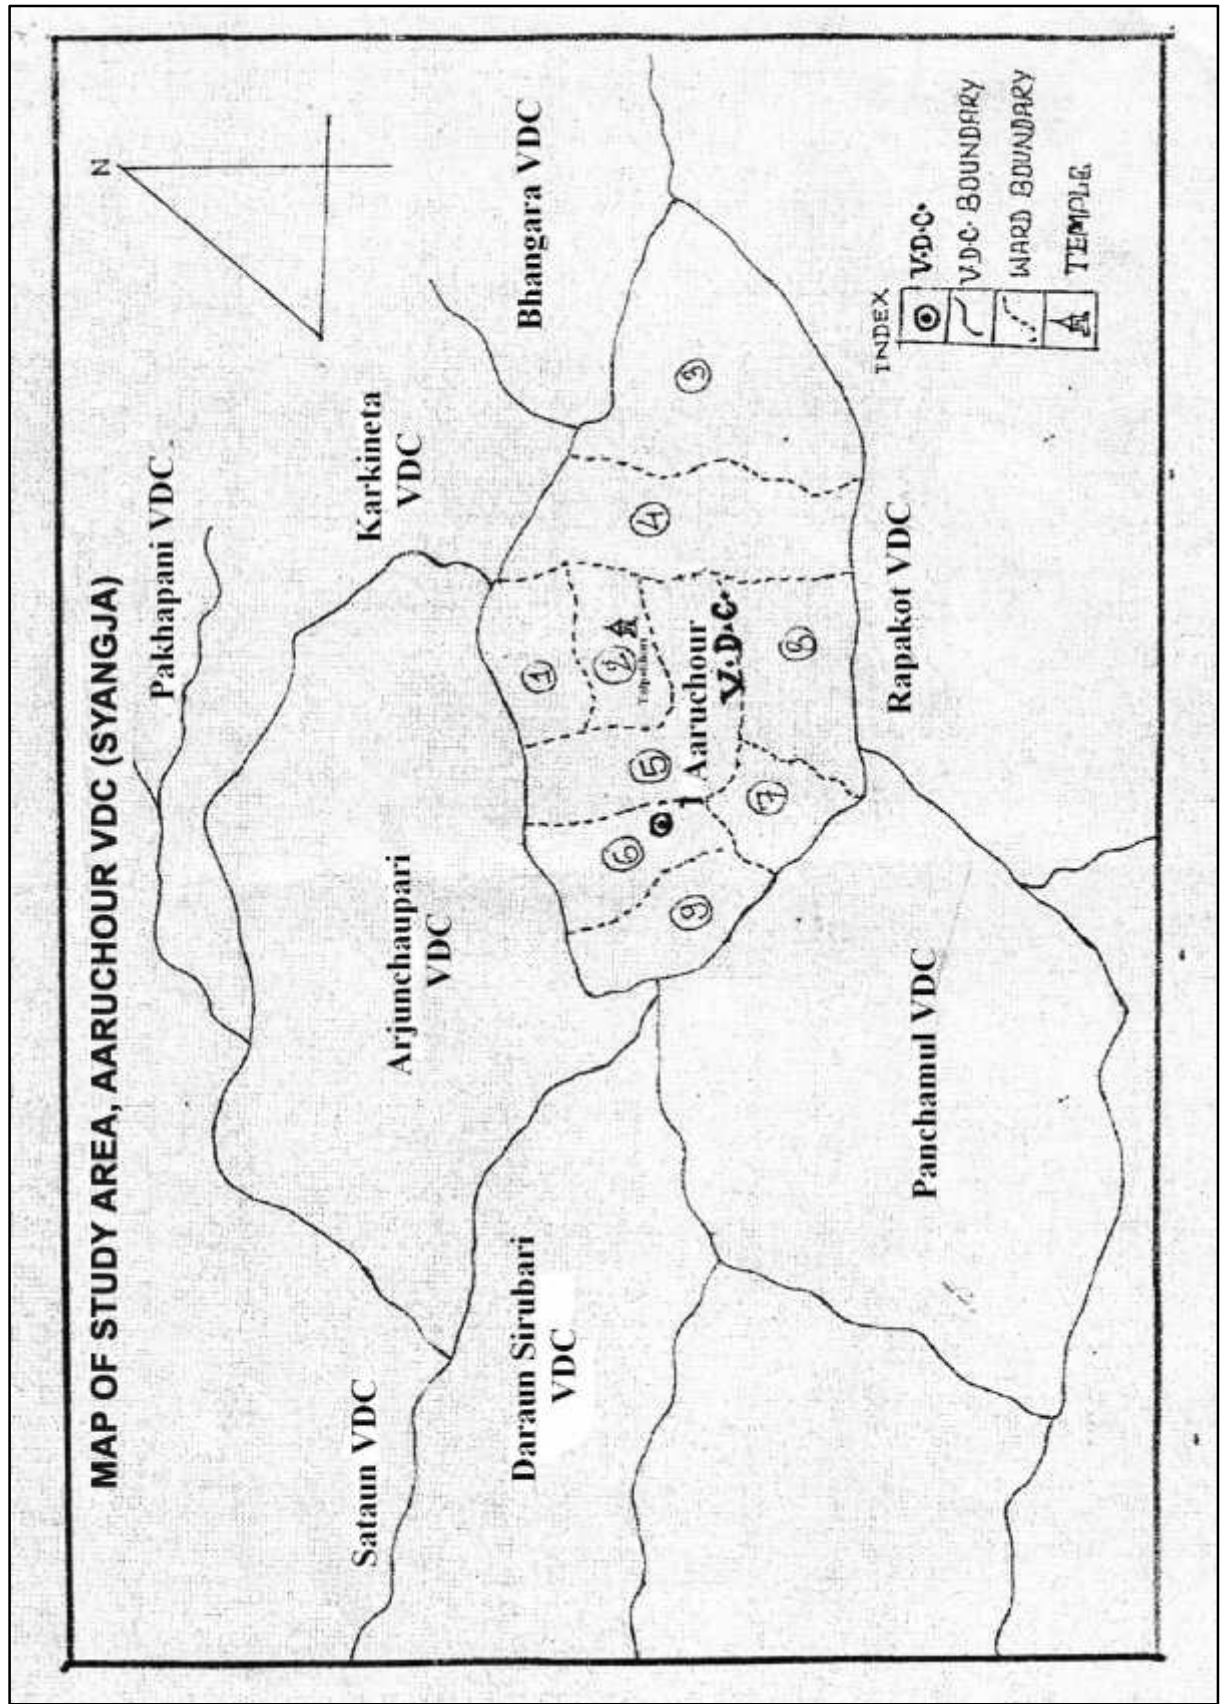 MAP OF STUDY AREA, AARUCHOUR VDC (SYANGJA)
N
Pakhapani VDC
Karkineta
VDC
Bhangara VDC
Sataun VDC
Arjunchaupari
VDC
Daraun Sirubari
VDC
1
2
3
4
5
6
7
8
9
Aaruchour
V.D.C.
Rapakot VDC
Panchamul VDC
INDEX
V.D.C.
V.D.C. BOUNDARY
WARD BOUNDARY
TEMPLE